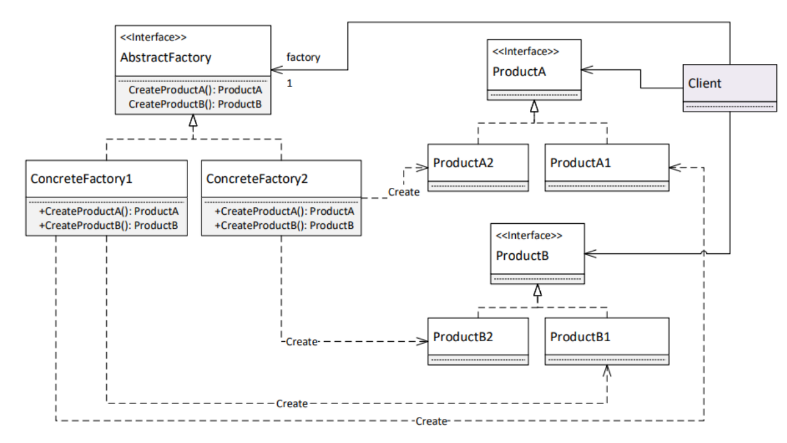 <<Interface>>
AbstractFactory
CreateProductA(): ProductA
CreateProductB(): ProductB
factory
1
<<Interface>>
ProductA
Client
ConcreteFactory1
+CreateProductA(): ProductA
+CreateProductB(): ProductB
ConcreteFactory2
+CreateProductA(): ProductA
+CreateProductB(): ProductB
Create
ProductA2
ProductA1
<<Interface>>
ProductB
Create
ProductB2
ProductB1
Create
Create